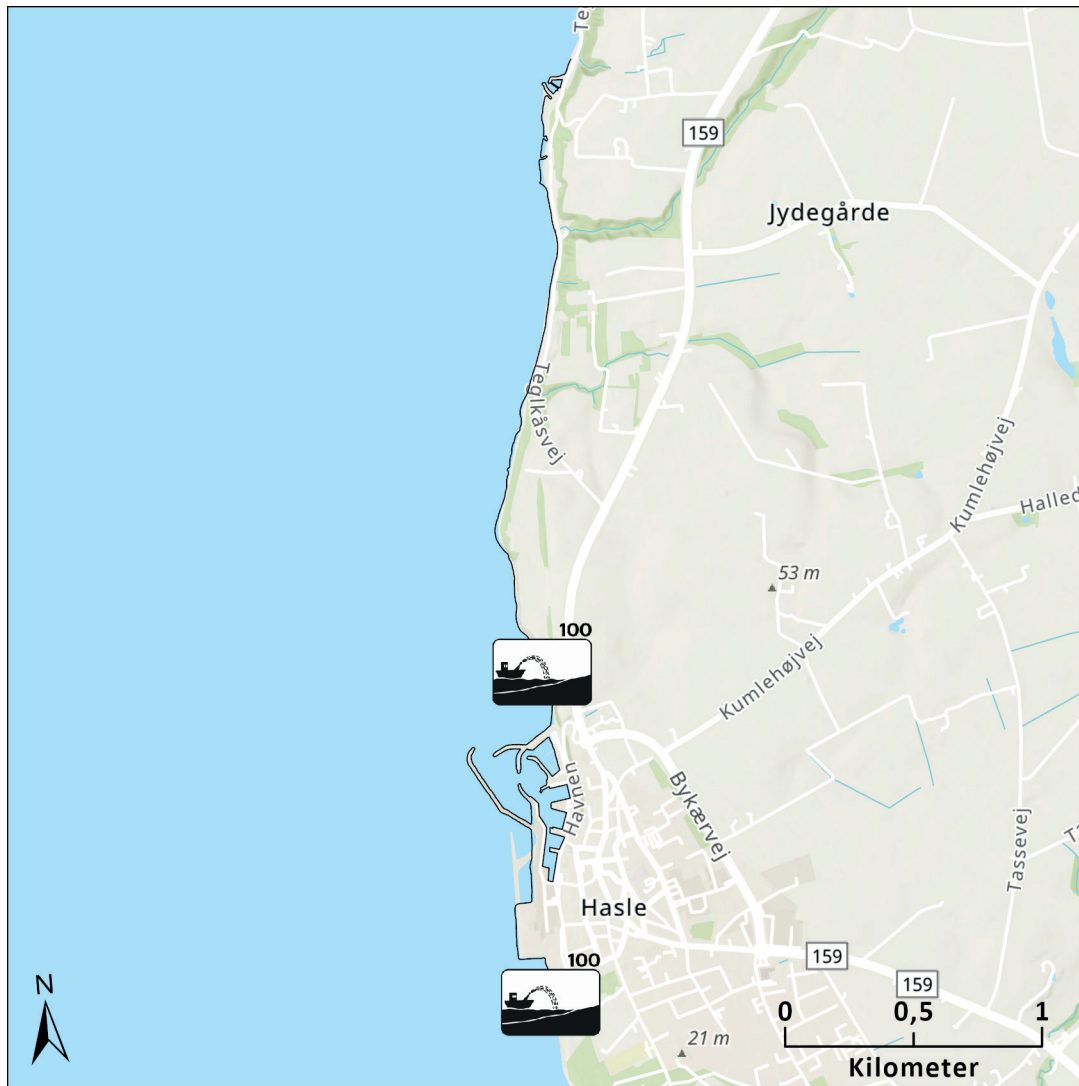 Te
159
Jydegårde
Teglkåsvej
Kumlehøjvej
Halled
53 m
100
Kumlehøjvej
Havnen
Bykærvej
Tassevej
Ta
Hasle
159
100
159
N
0 0,5 1
21 m
Kilometer